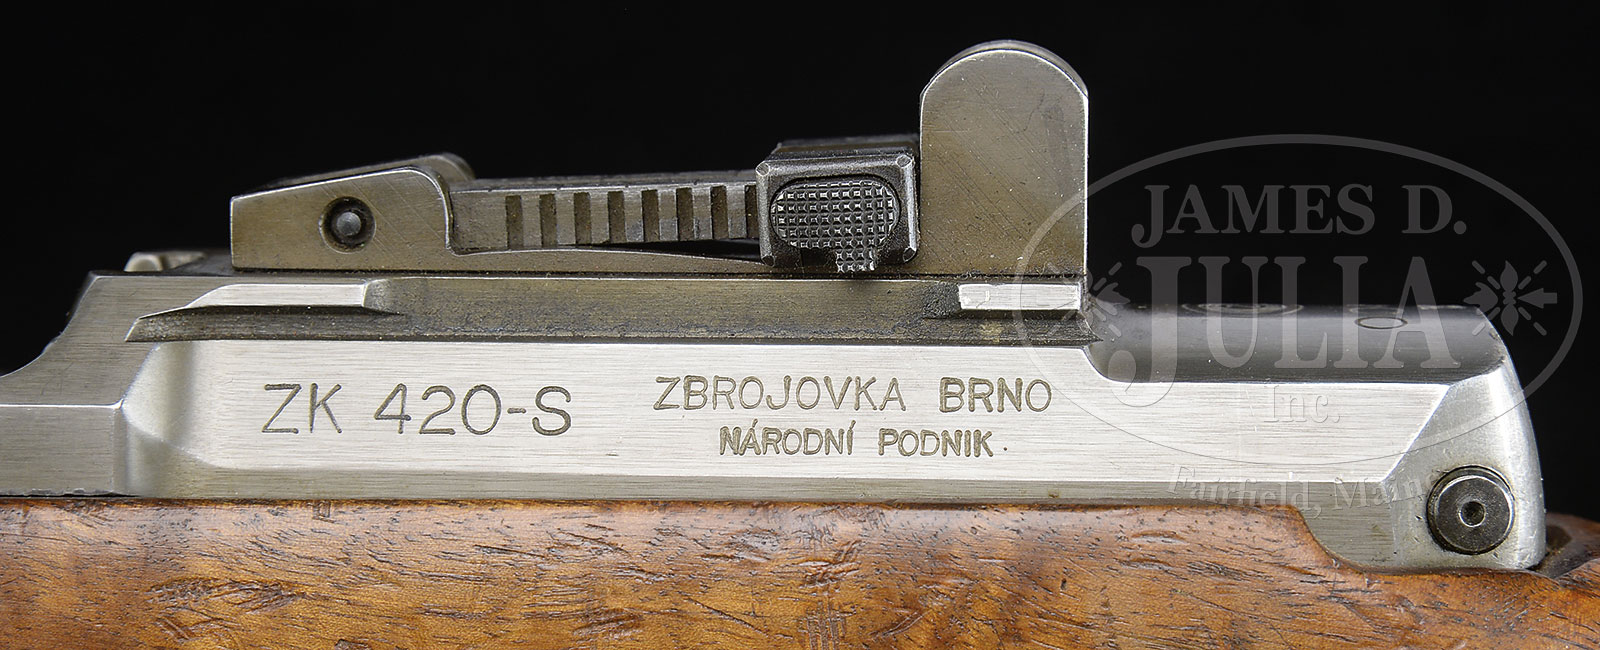 ZK 420-S
ZBROJOVKA BRNO
NÁRODNÍ PODNIK.
JAMES D.
JULIA
Inc.
Fairfield, Maine